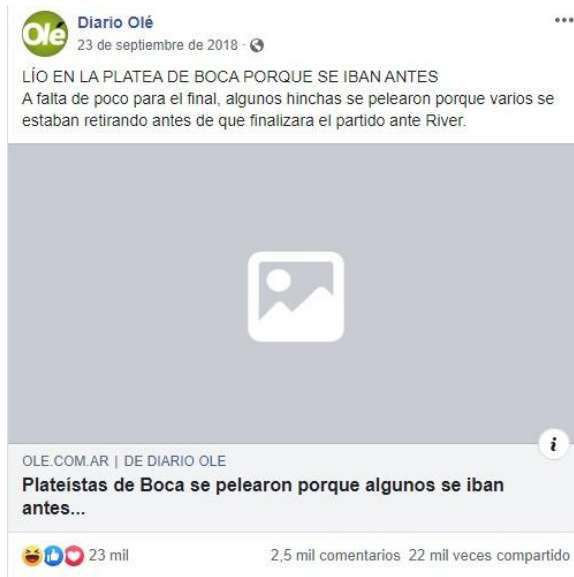 Olé
Diario Olé
23 de septiembre de 2018 ·
LÍO EN LA PLATEA DE BOCA PORQUE SE IBAN ANTES
A falta de poco para el final, algunos hinchas se pelearon porque varios se
estaban retirando antes de que finalizara el partido ante River.
i
OLE.COM.AR | DE DIARIO OLE
Plateístas de Boca se pelearon porque algunos se iban
antes...
23 mil 2,5 mil comentarios 22 mil veces compartido